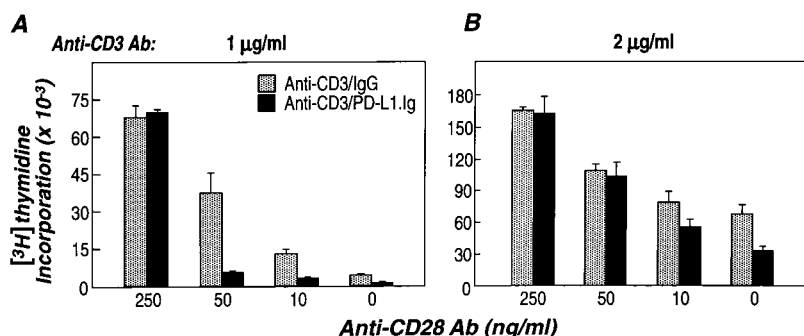 A
B
Anti-CD3 Ab:
1 μg/ml
2 μg/ml
[³H] thymidine
Incorporation (x 10⁻³)
Anti-CD3/IgG
Anti-CD3/PD-L1.Ig
75
60
45
30
15
0
250
50
10
0
180
150
120
90
60
30
0
250
50
10
0
Anti-CD28 Ab (ng/ml)